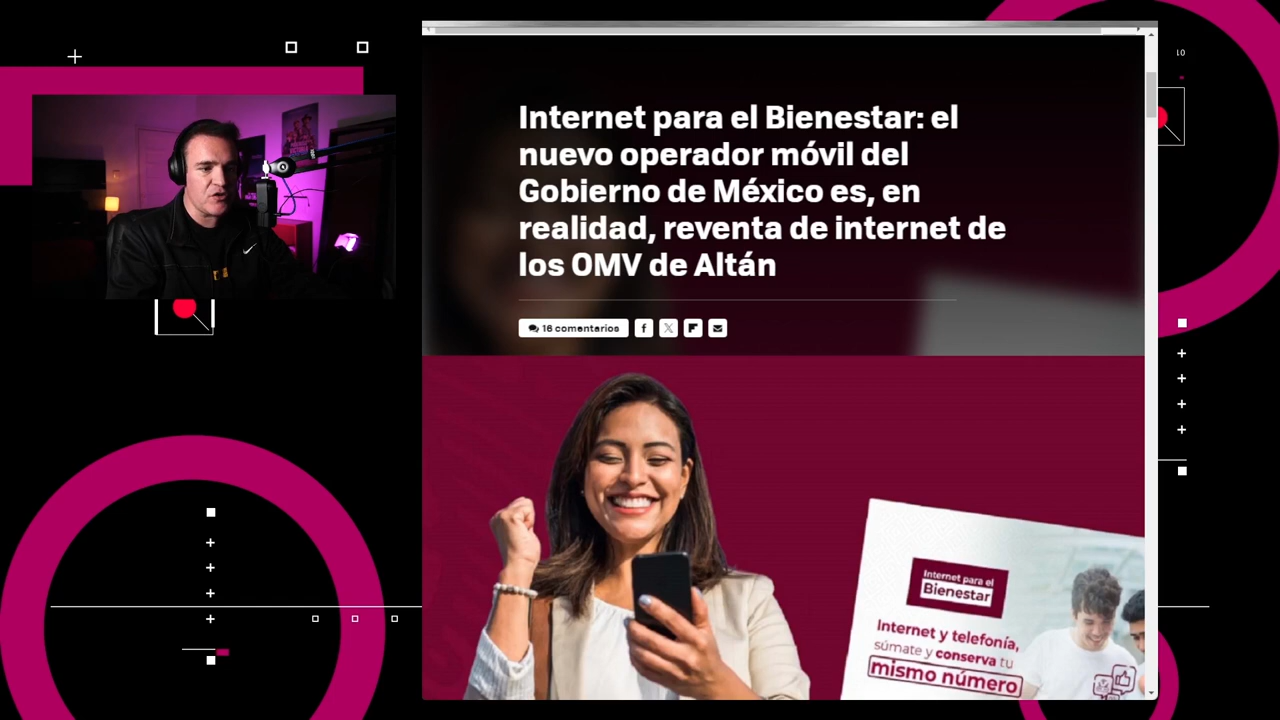 Internet para el Bienestar: el
nuevo operador móvil del
Gobierno de México es, en
realidad, reventa de internet de
los OMV de Altán
16 comentarios
Internet para el
Bienestar
Internet y telefonía,
súmate y conserva tu
mismo número